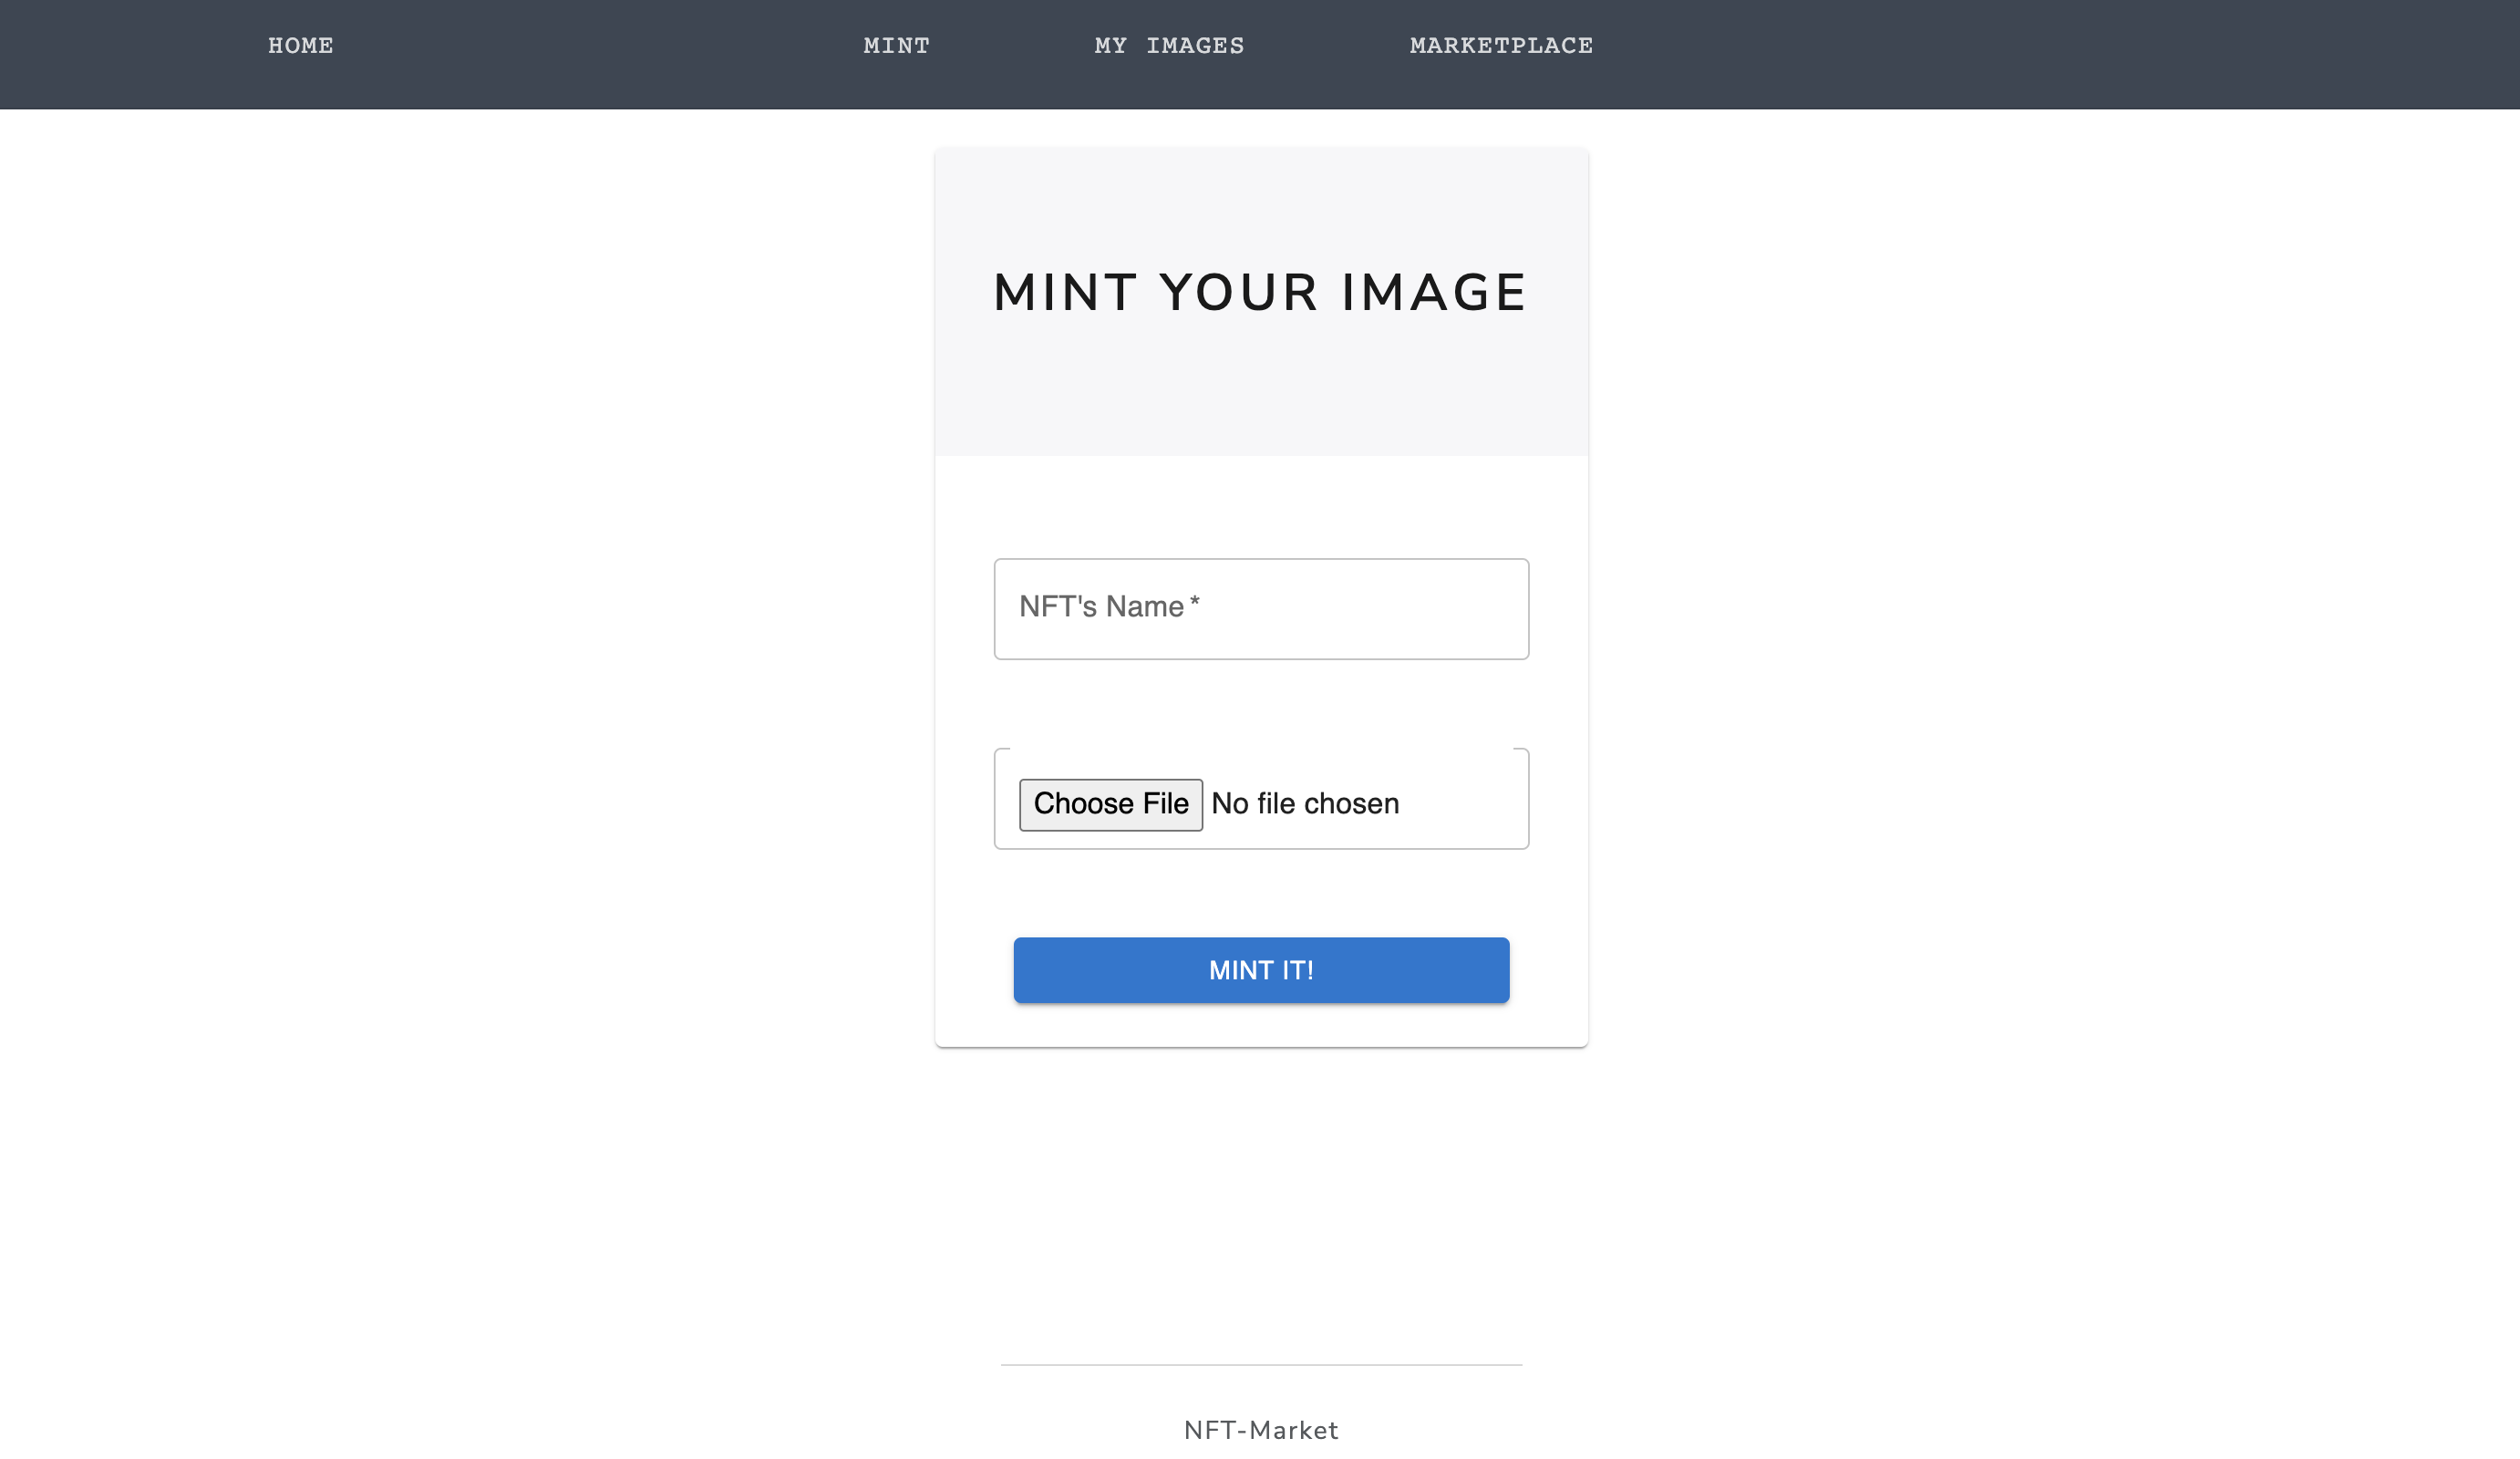 HOME MINT MY IMAGES MARKETPLACE
MINT YOUR IMAGE
NFT's Name *
Choose File No file chosen
MINT IT!
NFT-Market